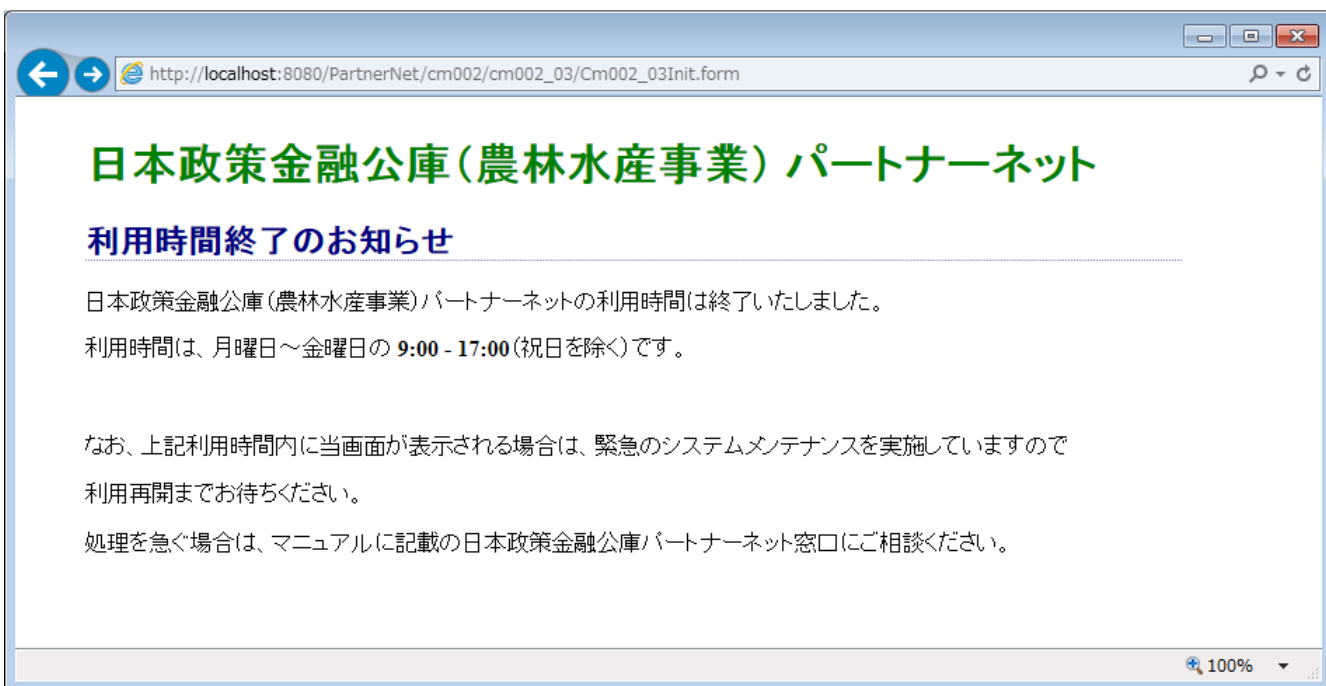 http://localhost:8080/PartnerNet/cm002/cm002_03/Cm002_03Init.form
日本政策金融公庫(農林水産事業) パートナーネット
利用時間終了のお知らせ
日本政策金融公庫(農林水産事業)パートナーネットの利用時間は終了いたしました。
利用時間は、月曜日～金曜日の 9:00 - 17:00(祝日を除く)です。
なお、上記利用時間内に当画面が表示される場合は、緊急のシステムメンテナンスを実施していますので
利用再開までお待ちください。
処理を急ぐ場合は、マニュアルに記載の日本政策金融公庫パートナーネット窓口にご相談ください。
100%